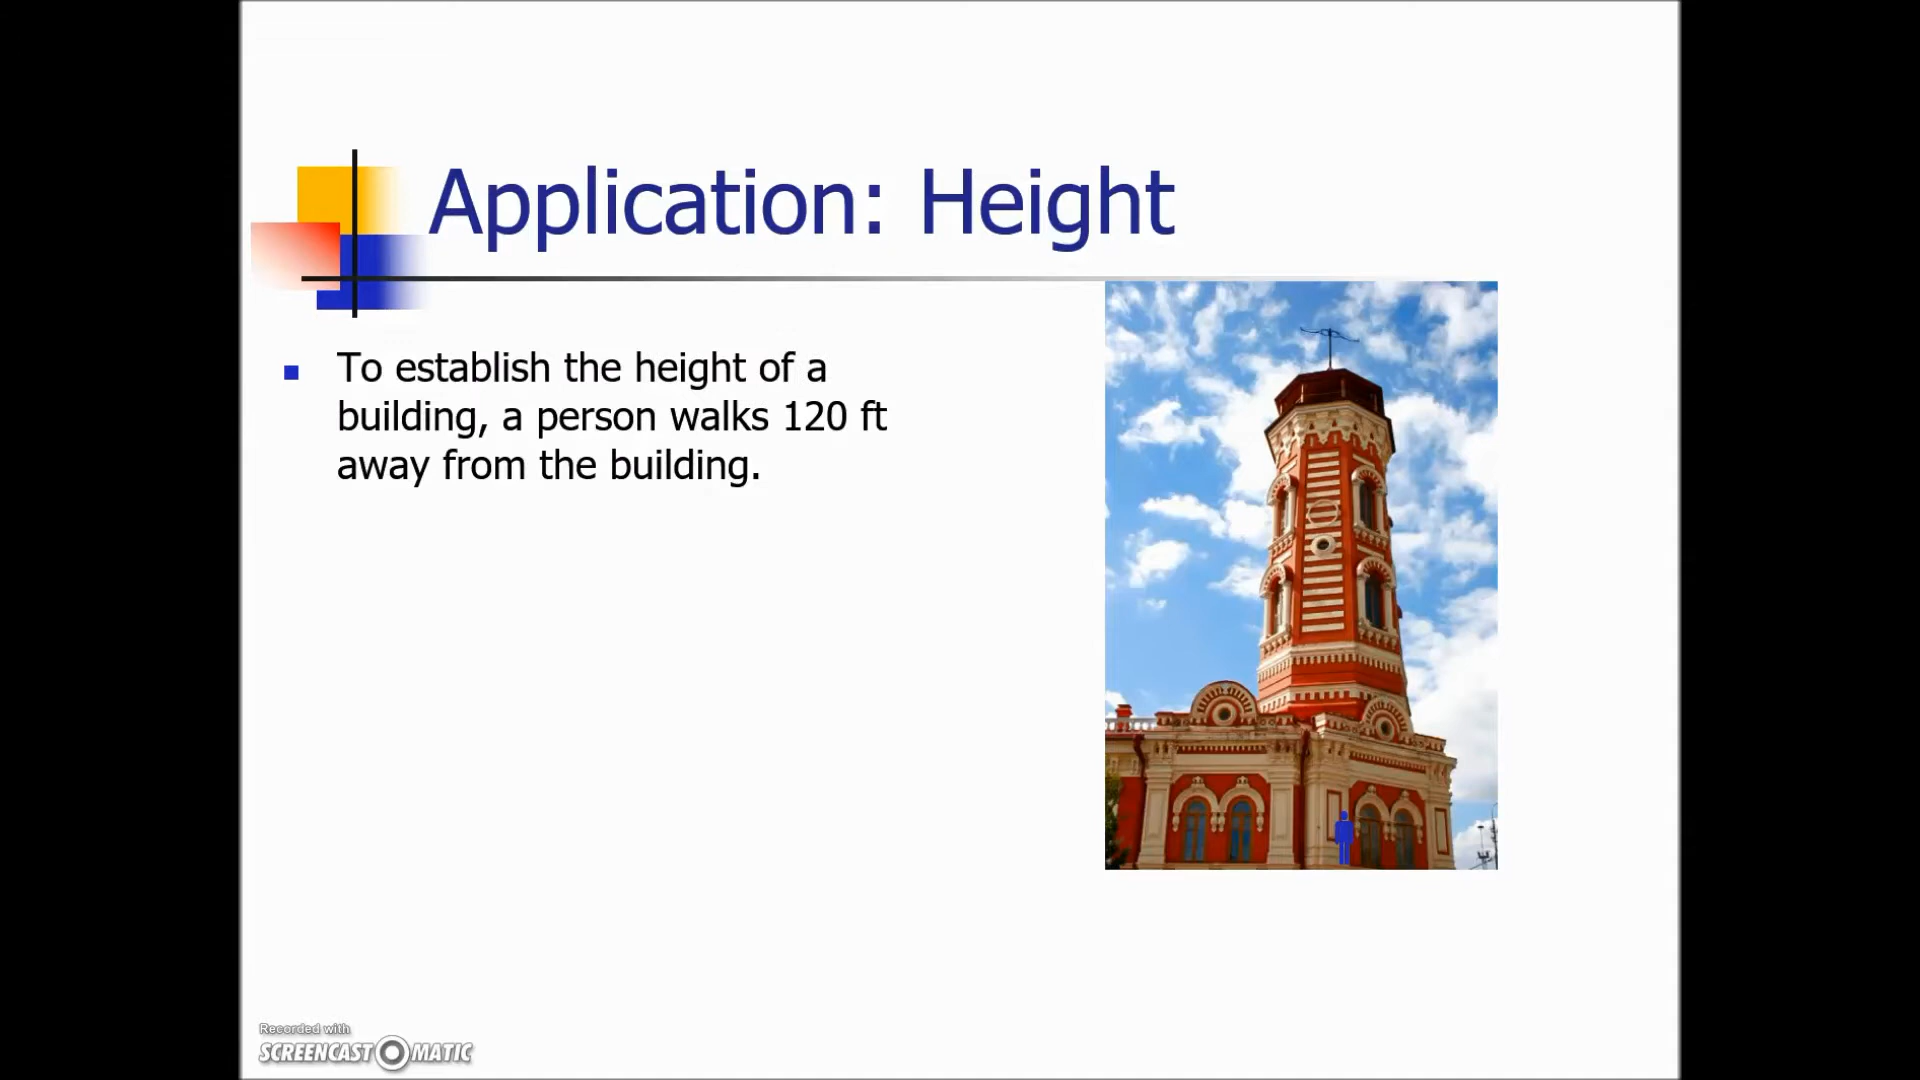 Application: Height
To establish the height of a
building, a person walks 120 ft
away from the building.
Recorded with
SCREENCAST-O-MATIC